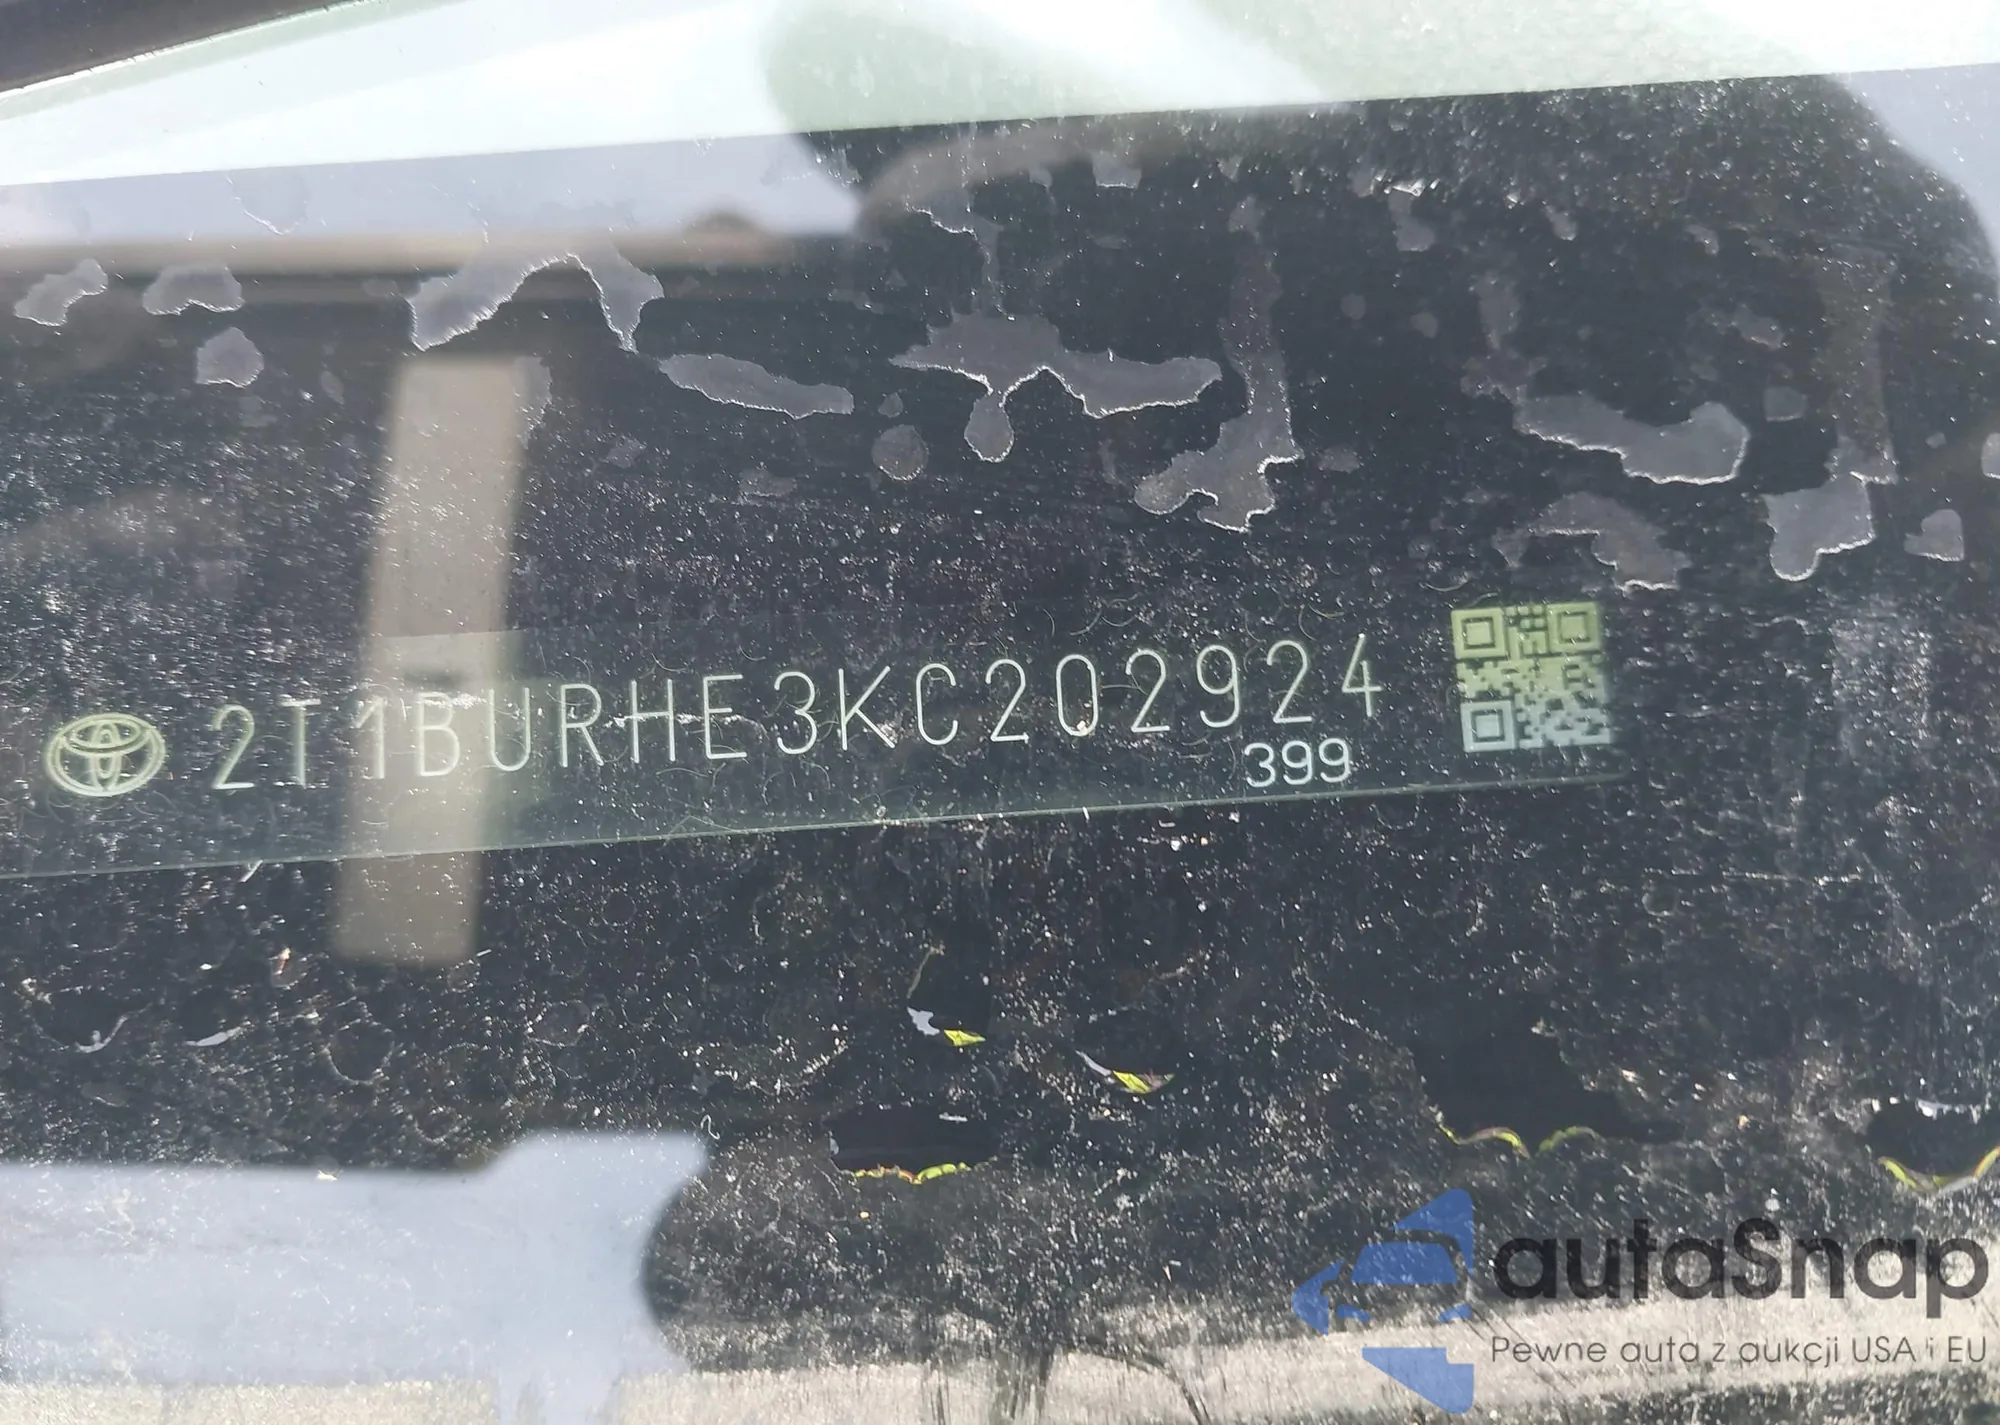 2T1BURHE3KC202924
399
autaSnap
Pewne auta z aukcji USA i EU